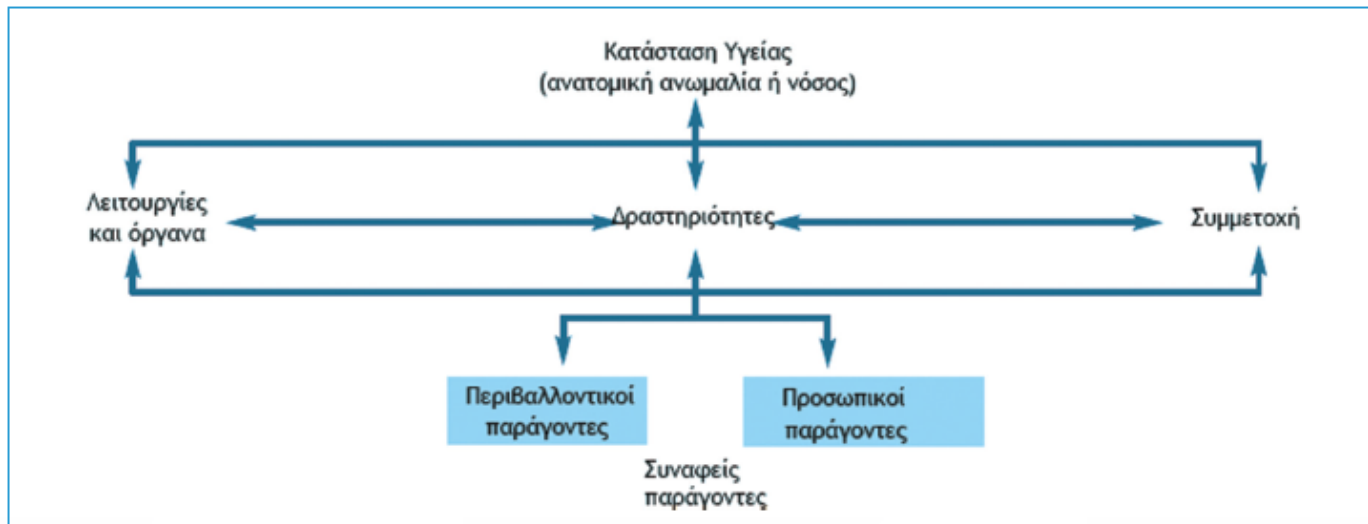 Κατάσταση Υγείας
(ανατομική ανωμαλία ή νόσος)
Λειτουργίες
και όργανα
Δραστηριότητες
Συμμετοχή
Περιβαλλοντικοί
παράγοντες
Προσωπικοί
παράγοντες
Συναφείς
παράγοντες